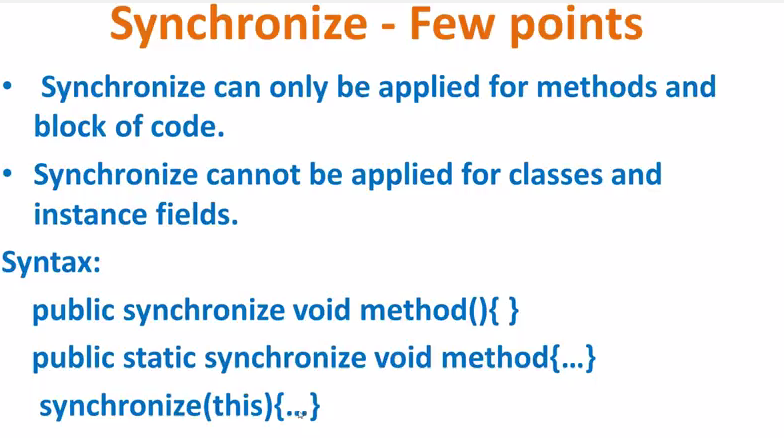 Synchronize - Few points
• Synchronize can only be applied for methods and
block of code.
• Synchronize cannot be applied for classes and
instance fields.
Syntax:
public synchronize void method(){ }
public static synchronize void method{...}
synchronize(this){...}